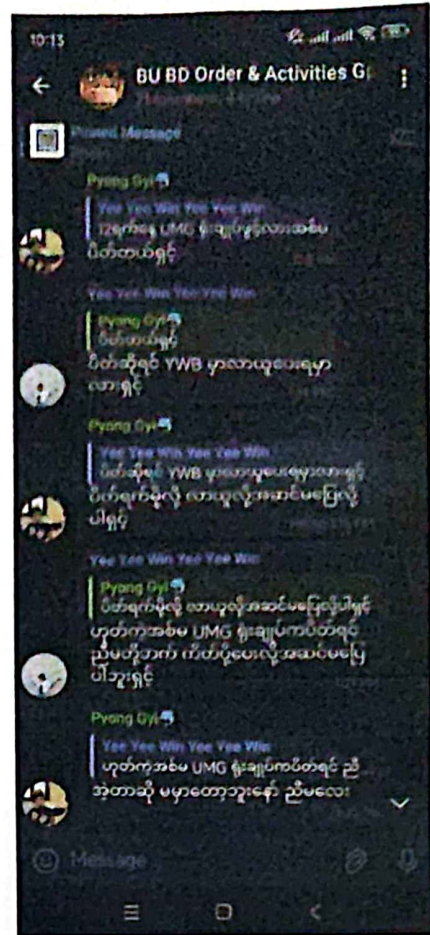 10:13
BU BD Order & Activities G
Pinned Message
Pyong Gyi
Yee Yee Win Yee Yee Win
12ရက်နေ့ UMG ရုံးချုပ်ဖွင့်လားအစ်မ
ပိတ်တယ်ရှင့်
Yee Yee Win Yee Yee Win
Pyong Gyi
ပိတ်တယ်ရှင့်
ပိတ်ဆိုရင် YWB မှာလာယူပေးရမှာ
လားရှင့်
Pyong Gyi
Yee Yee Win Yee Yee Win
ပိတ်ဆိုရင် YWB မှာလာယူပေးရမှာလားရှင့်
ပိတ်ရက်မို့လို့ လာယူလို့အဆင်မပြေလို့
ပါရှင့်
Yee Yee Win Yee Yee Win
Pyong Gyi
ပိတ်ရက်မို့လို့ လာယူလို့အဆင်မပြေလို့ပါရှင့်
ဟုတ်ကဲ့အစ်မ UMG ရုံးချုပ်ကပိတ်ရင်
ညီမတို့ဘက် ကိတ်ပို့ပေးလို့အဆင်မပြေ
ပါဘူးရှင့်
Pyong Gyi
Yee Yee Win Yee Yee Win
ဟုတ်ကဲ့အစ်မ UMG ရုံးချုပ်ကပိတ်ရင် ညီ
အဲ့တာဆို မမှာတော့ဘူးနော် ညီမလေး
Message